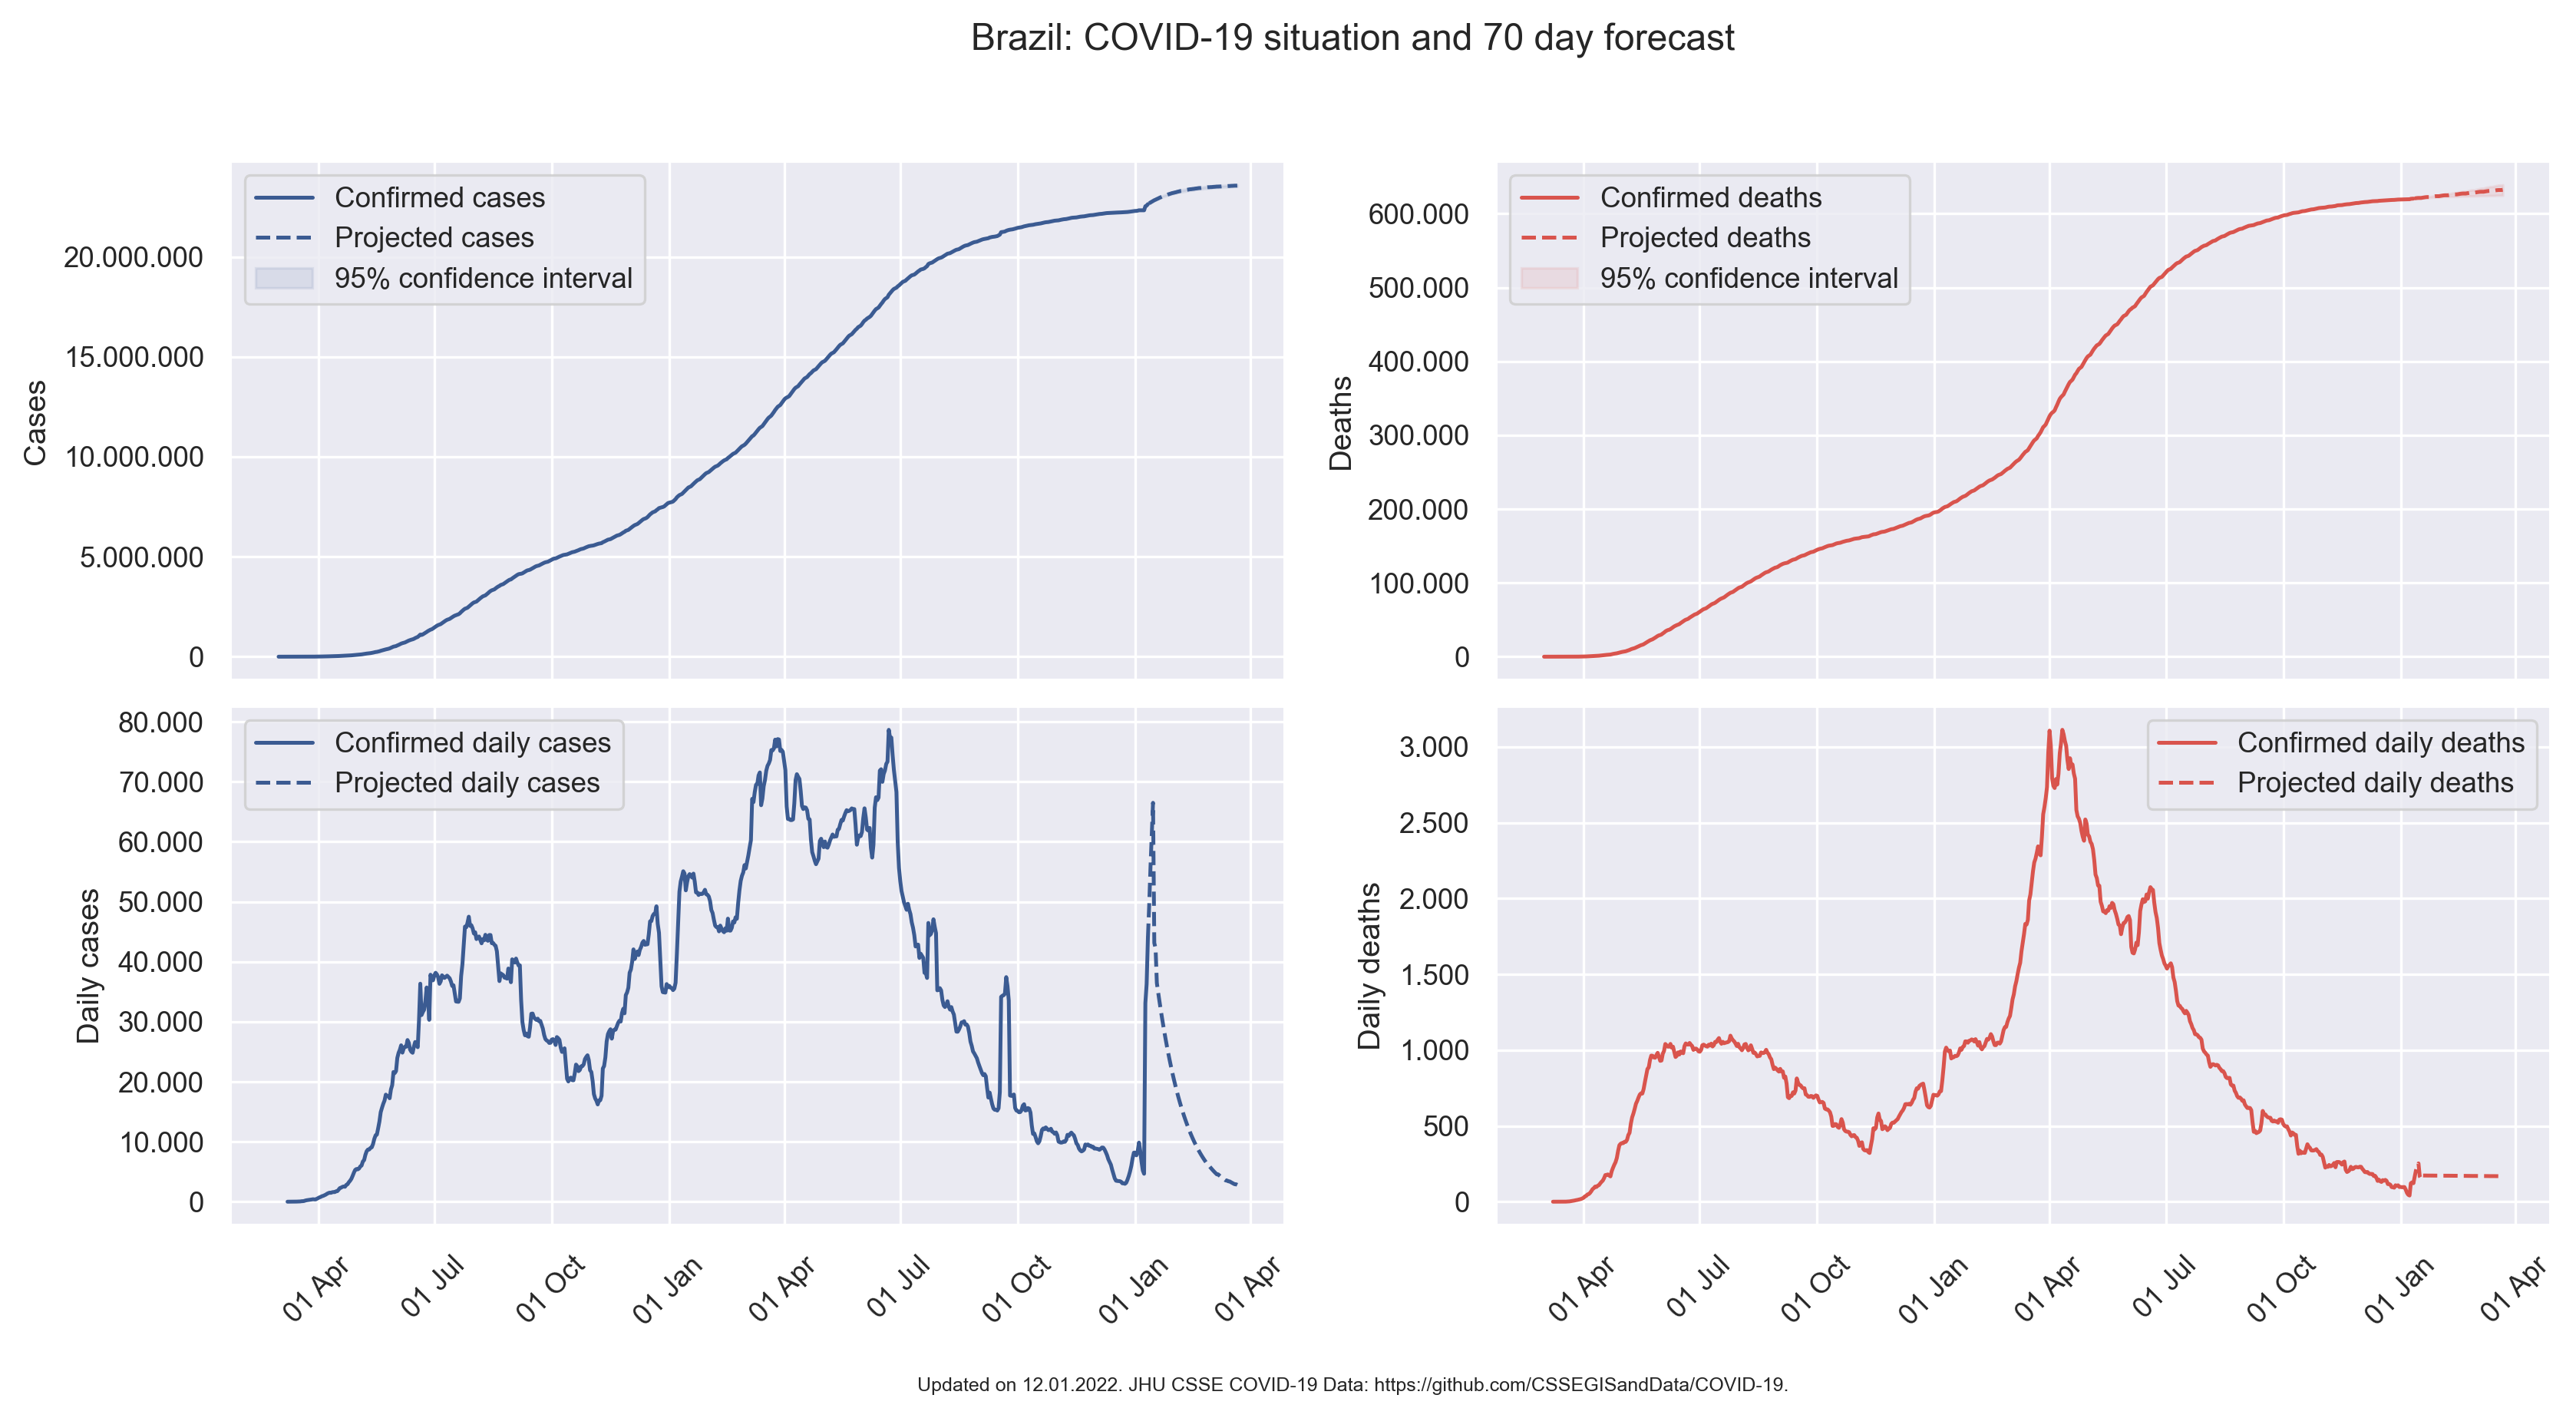 Brazil: COVID-19 situation and 70 day forecast
Confirmed cases
Projected cases
95% confidence interval
Cases
20.000.000
15.000.000
10.000.000
5.000.000
0
Confirmed deaths
Projected deaths
95% confidence interval
Deaths
600.000
500.000
400.000
300.000
200.000
100.000
0
Confirmed daily cases
Projected daily cases
Daily cases
80.000
70.000
60.000
50.000
40.000
30.000
20.000
10.000
0
01 Apr
01 Jul
01 Oct
01 Jan
01 Apr
01 Jul
01 Oct
01 Jan
01 Apr
Confirmed daily deaths
Projected daily deaths
Daily deaths
3.000
2.500
2.000
1.500
1.000
500
0
01 Apr
01 Jul
01 Oct
01 Jan
01 Apr
01 Jul
01 Oct
01 Jan
01 Apr
Updated on 12.01.2022. JHU CSSE COVID-19 Data: https://github.com/CSSEGISandData/COVID-19.